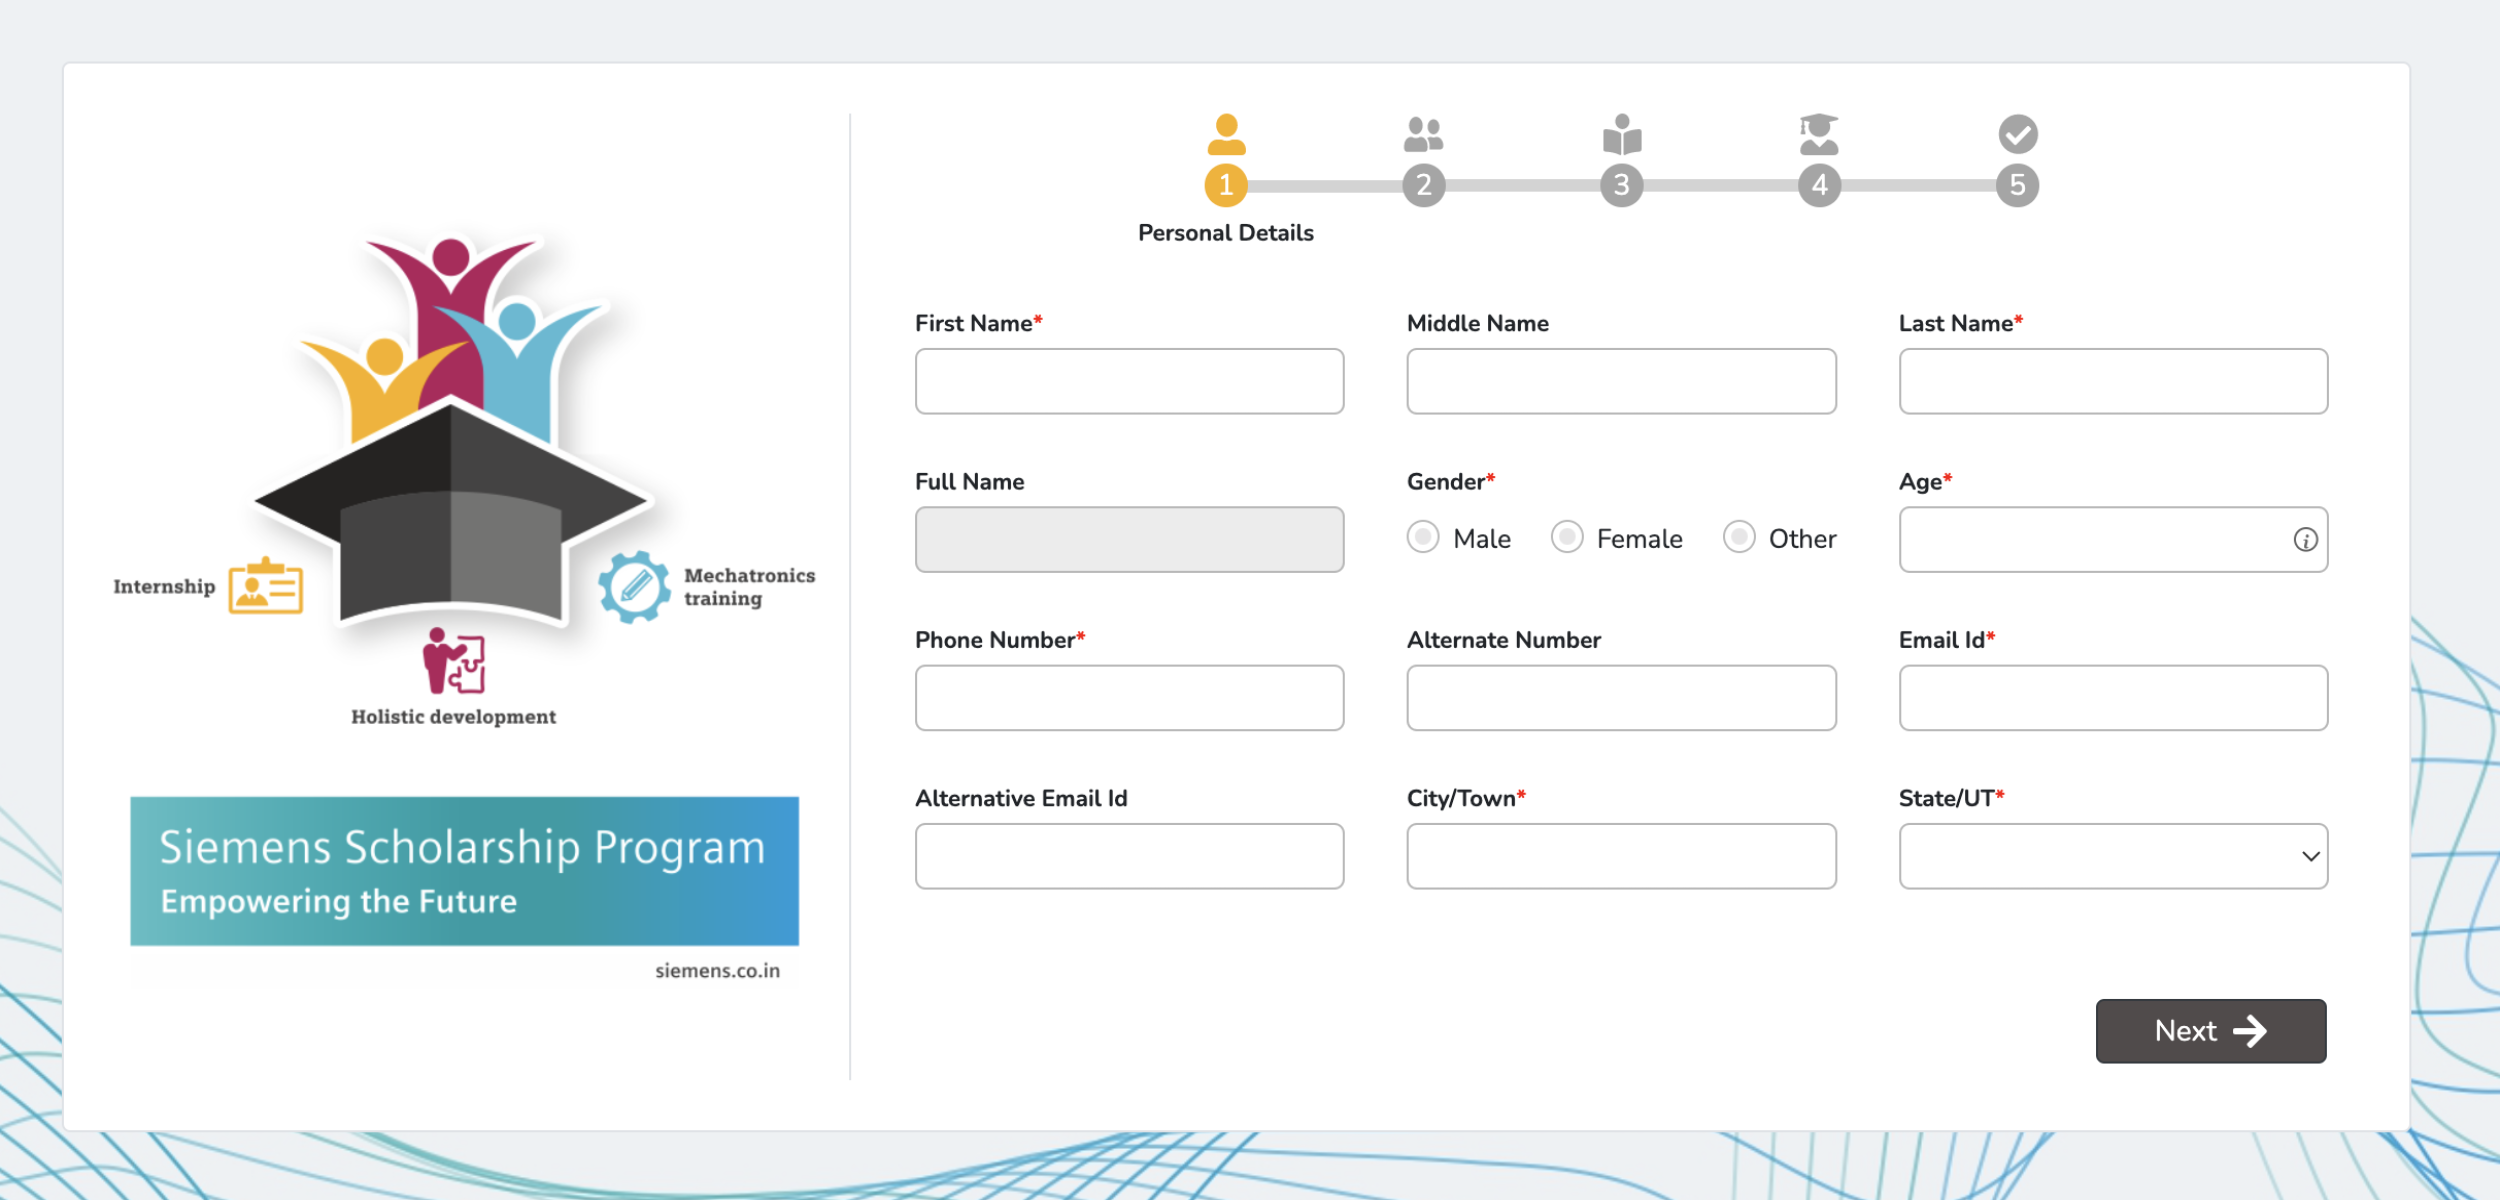 Internship
Mechatronics
training
Holistic development
Siemens Scholarship Program
Empowering the Future
siemens.co.in
1 2 3 4 5
Personal Details
First Name* Middle Name Last Name*
Full Name Gender* Age*
Male Female Other
Phone Number* Alternate Number Email Id*
Alternative Email Id City/Town* State/UT*
Next